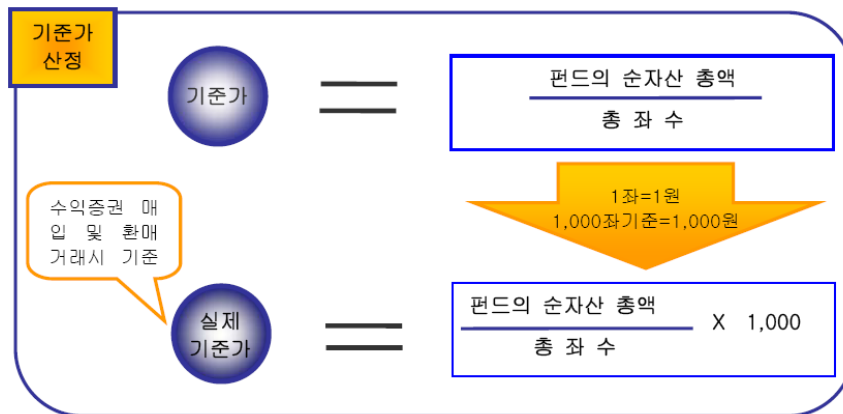 기준가
산정
기준가
펀드의 순자산 총액
총 좌 수
1좌=1원
1,000좌기준=1,000원
수익증권 매
입 및 환매
거래시 기준
실제
기준가
펀드의 순자산 총액
총 좌 수
X 1,000